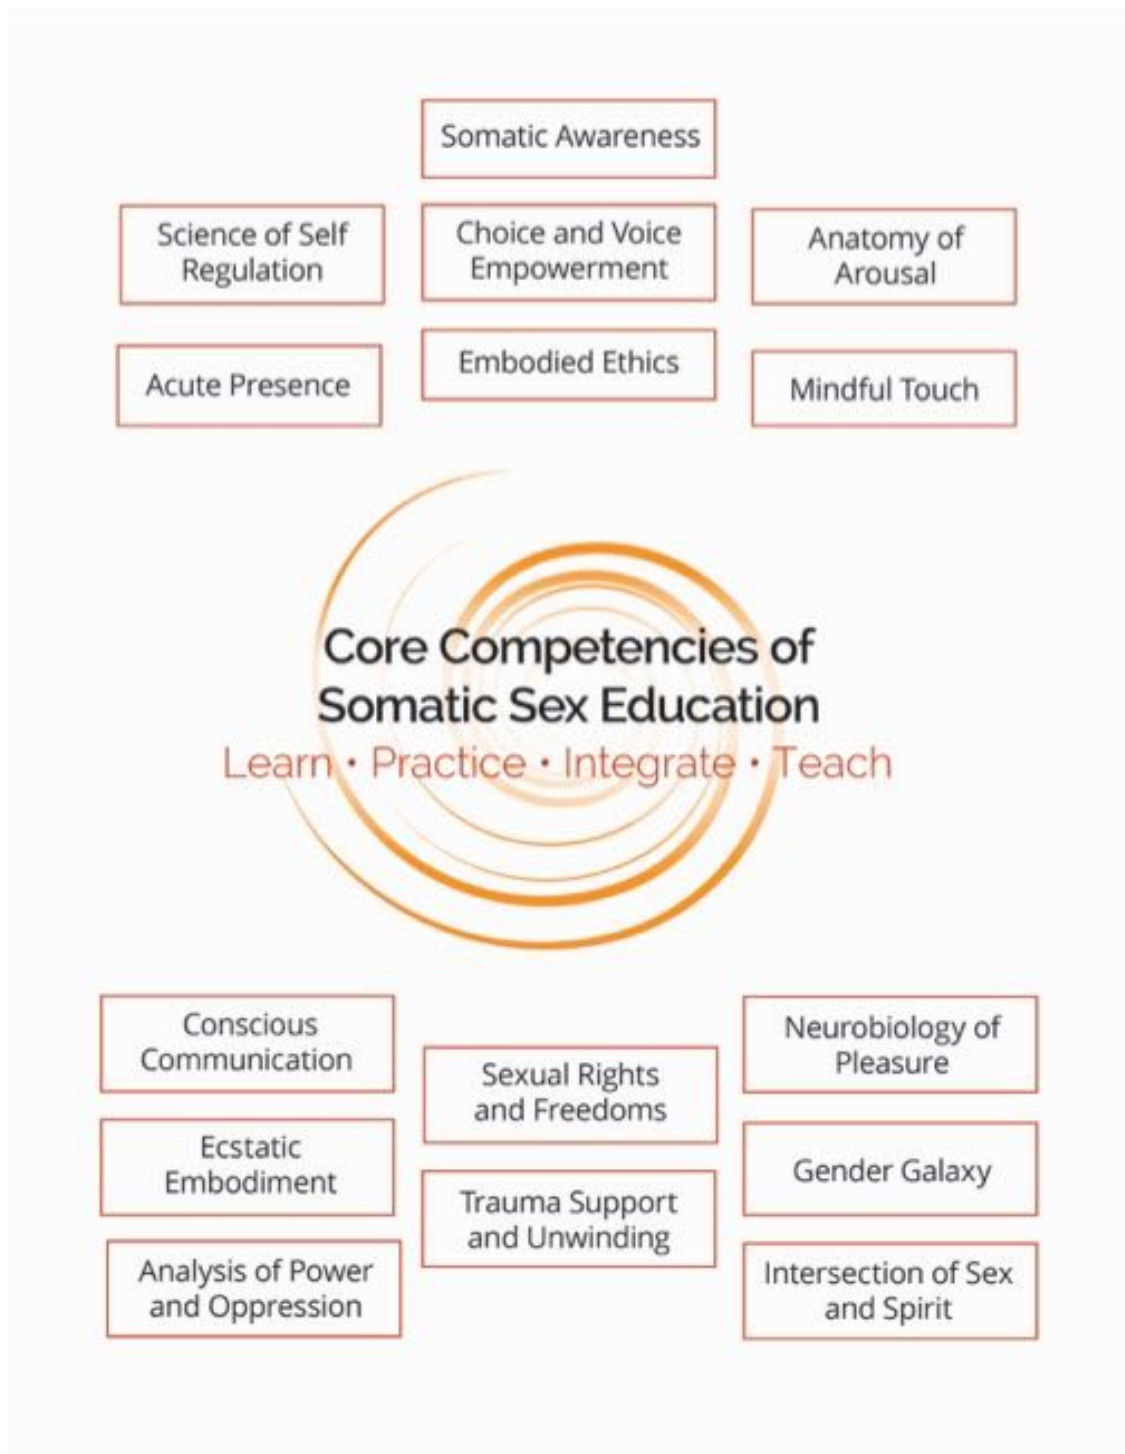 Somatic Awareness
Science of Self
Regulation
Choice and Voice
Empowerment
Anatomy of
Arousal
Acute Presence
Embodied Ethics
Mindful Touch
Core Competencies of
Somatic Sex Education
Learn • Practice • Integrate • Teach
Conscious
Communication
Sexual Rights
and Freedoms
Neurobiology of
Pleasure
Ecstatic
Embodiment
Trauma Support
and Unwinding
Gender Galaxy
Analysis of Power
and Oppression
Intersection of Sex
and Spirit